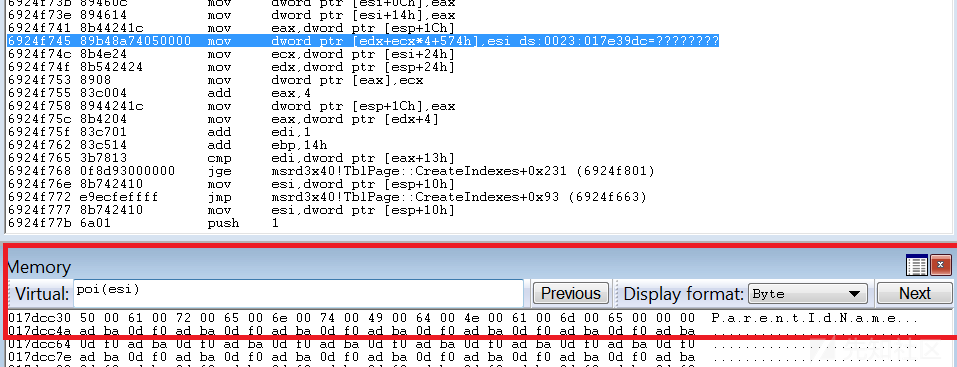 6924f73b 89460c mov dword ptr [esi+0Ch],eax
6924f73e 894614 mov dword ptr [esi+14h],eax
6924f741 8b44241c mov eax,dword ptr [esp+1Ch]
6924f745 89b48a74050000 mov dword ptr [edx+ecx*4+574h],esi ds:0023:017e39dc=????????
6924f74c 8b4e24 mov ecx,dword ptr [esi+24h]
6924f74f 8b542424 mov edx,dword ptr [esp+24h]
6924f753 8908 mov dword ptr [eax],ecx
6924f755 83c004 add eax,4
6924f758 8944241c mov dword ptr [esp+1Ch],eax
6924f75c 8b4204 mov eax,dword ptr [edx+4]
6924f75f 83c701 add edi,1
6924f762 83c514 add ebp,14h
6924f765 3b7813 cmp edi,dword ptr [eax+13h]
6924f768 0f8d93000000 jge msrd3x40!TblPage::CreateIndexes+0x231 (6924f801)
6924f76e 8b742410 mov esi,dword ptr [esp+10h]
6924f772 e9ecfeffff jmp msrd3x40!TblPage::CreateIndexes+0x93 (6924f663)
6924f777 8b742410 mov esi,dword ptr [esp+10h]
6924f77b 6a01 push 1
Memory
Virtual: poi(esi) Previous Display format: Byte Next
017dcc30 50 00 61 00 72 00 65 00 6e 00 74 00 49 00 64 00 4e 00 61 00 6d 00 65 00 00 00 P.a.r.e.n.t.I.d.N.a.m.e...
017dcc4a ad ba 0d f0 ad ba 0d f0 ad ba 0d f0 ad ba 0d f0 ad ba 0d f0 ad ba 0d f0 ad ba ..........................
017dcc64 0d f0 ad ba 0d f0 ad ba 0d f0 ad ba 0d f0 ad ba 0d f0 ad ba 0d f0 ad ba 0d f0 ..........................
017dcc7e ad ba 0d f0 ad ba 0d f0 ad ba 0d f0 ad ba 0d f0 ad ba 0d f0 ad ba 0d f0 ad ba ..........................